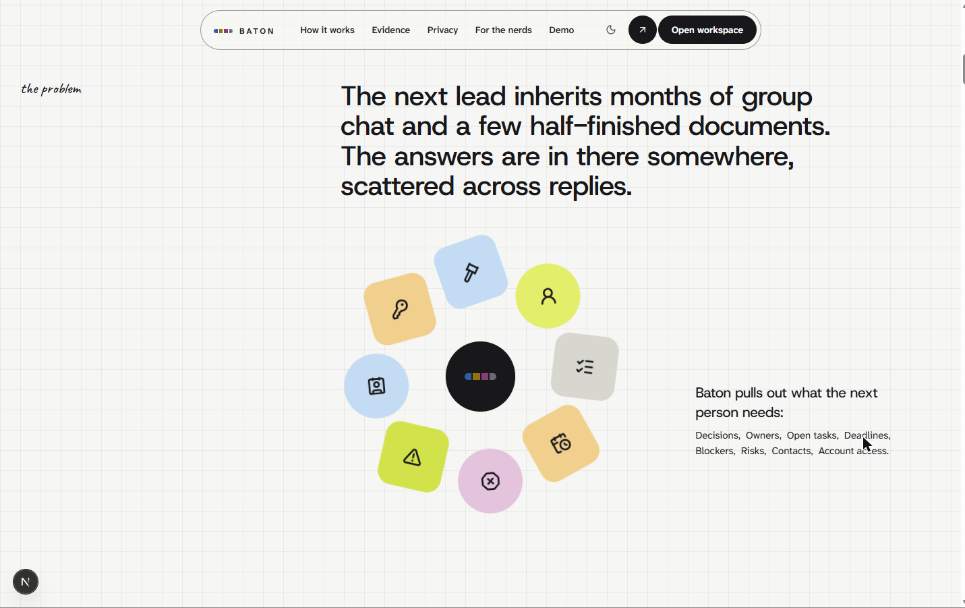 BATON
How it works
Evidence
Privacy
For the nerds
Demo
Open workspace
the problem
The next lead inherits months of group
chat and a few half-finished documents.
The answers are in there somewhere,
scattered across replies.
Baton pulls out what the next
person needs:
Decisions, Owners, Open tasks, Deadlines,
Blockers, Risks, Contacts, Account access.
N